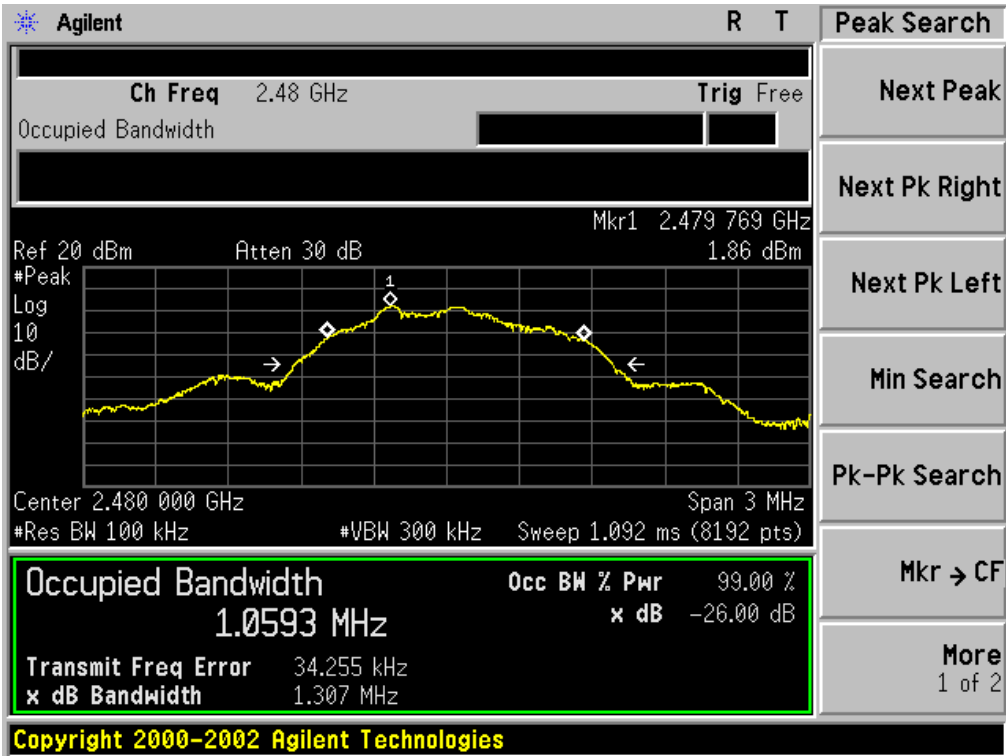 Agilent R T
Peak Search
Ch Freq 2.48 GHz Trig Free
Occupied Bandwidth
Mkr1 2.479 769 GHz
Ref 20 dBm Atten 30 dB 1.86 dBm
#Peak
Log
10
dB/
1
Center 2.480 000 GHz Span 3 MHz
#Res BW 100 kHz #VBW 300 kHz Sweep 1.092 ms (8192 pts)
Occupied Bandwidth Occ BW % Pwr 99.00 %
1.0593 MHz x dB -26.00 dB
Transmit Freq Error 34.255 kHz
x dB Bandwidth 1.307 MHz
Next Peak
Next Pk Right
Next Pk Left
Min Search
Pk-Pk Search
Mkr → CF
More
1 of 2
Copyright 2000-2002 Agilent Technologies